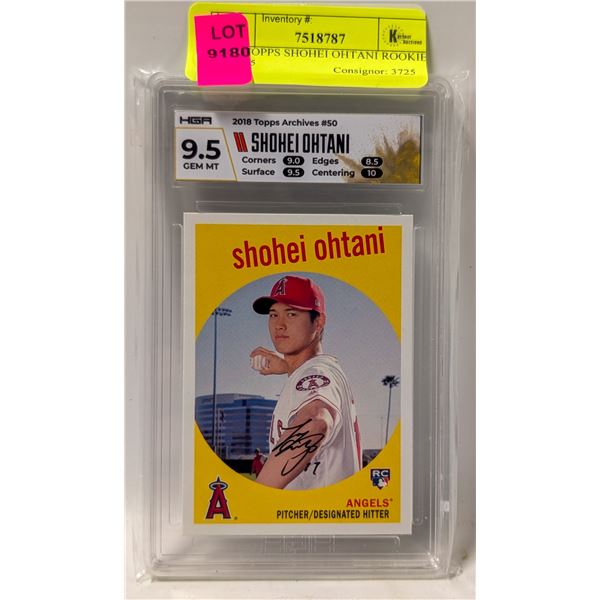 Inventory #:
LOT
9180
7518787
OPPS SHOHEI OHTANI ROOKIE
5
Consignor: 3725
HGA
2018 Topps Archives #50
9.5
GEM MT
SHOHEI OHTANI
Corners 9.0 Edges 8.5
Surface 9.5 Centering 10
shohei ohtani
A
17
RC
A
ANGELS
PITCHER/DESIGNATED HITTER